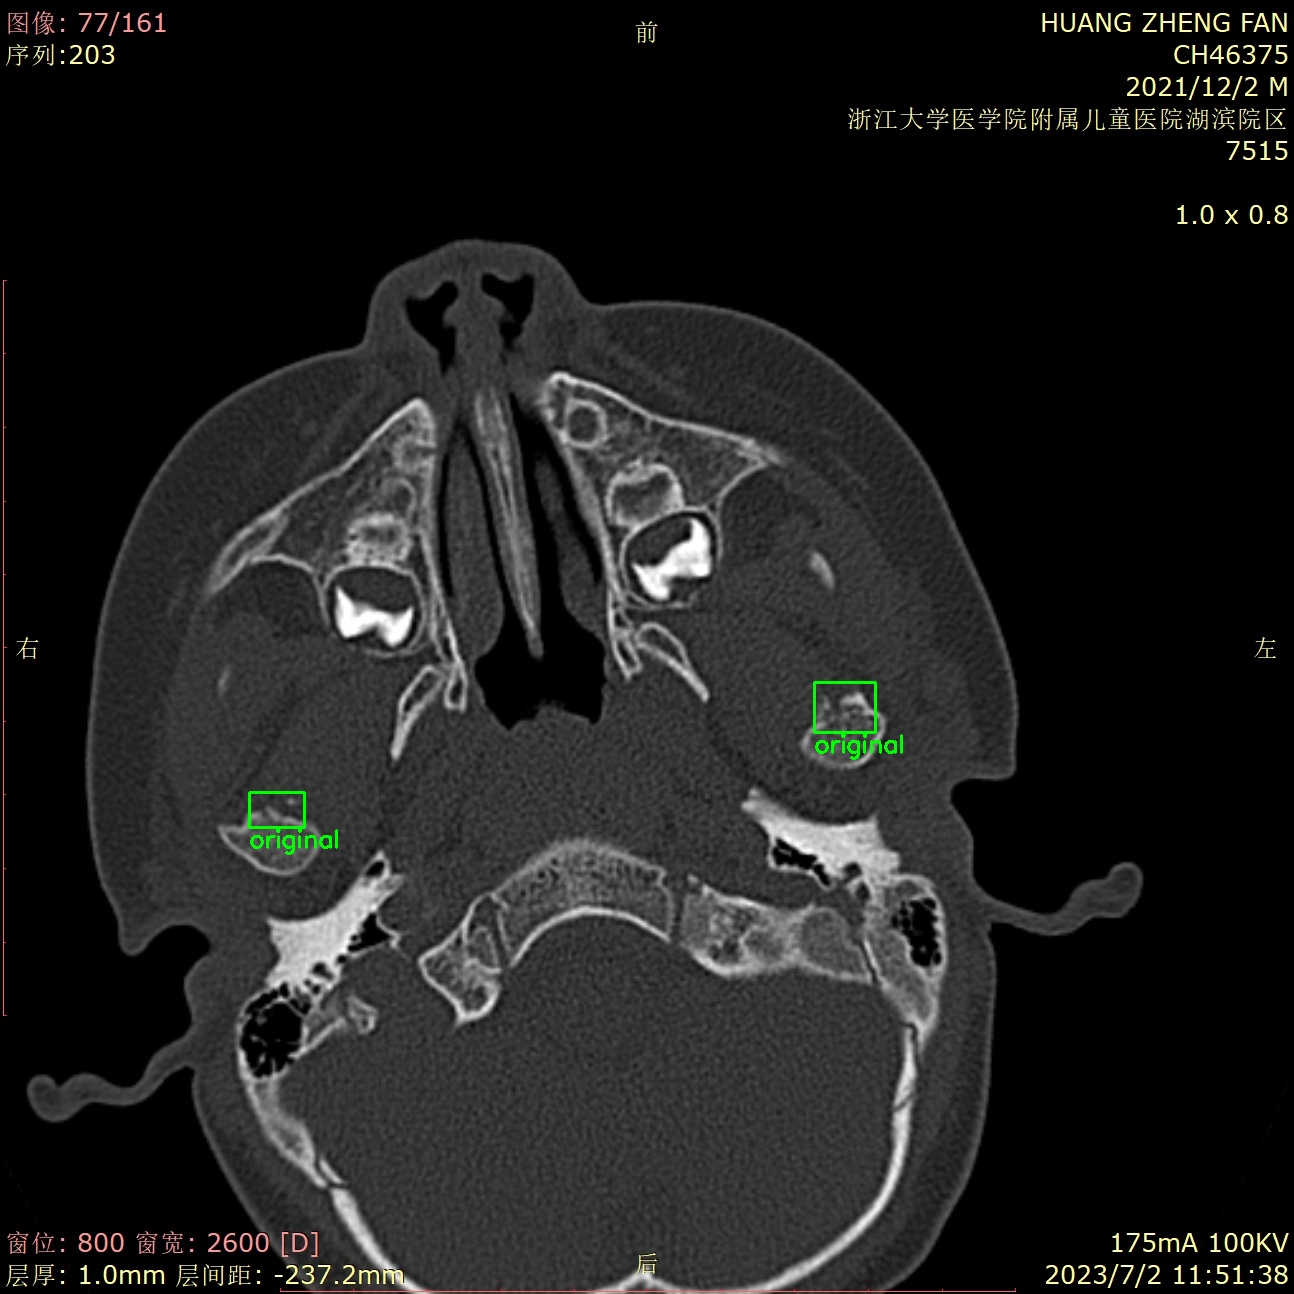 图像: 77/161
序列:203
前
HUANG ZHENG FAN
CH46375
2021/12/2 M
浙江大学医学院附属儿童医院湖滨院区
7515
1.0 x 0.8
右
左
original
original
窗位: 800 窗宽: 2600 [D]
层厚: 1.0mm 层间距: -237.2mm
后
175mA 100KV
2023/7/2 11:51:38